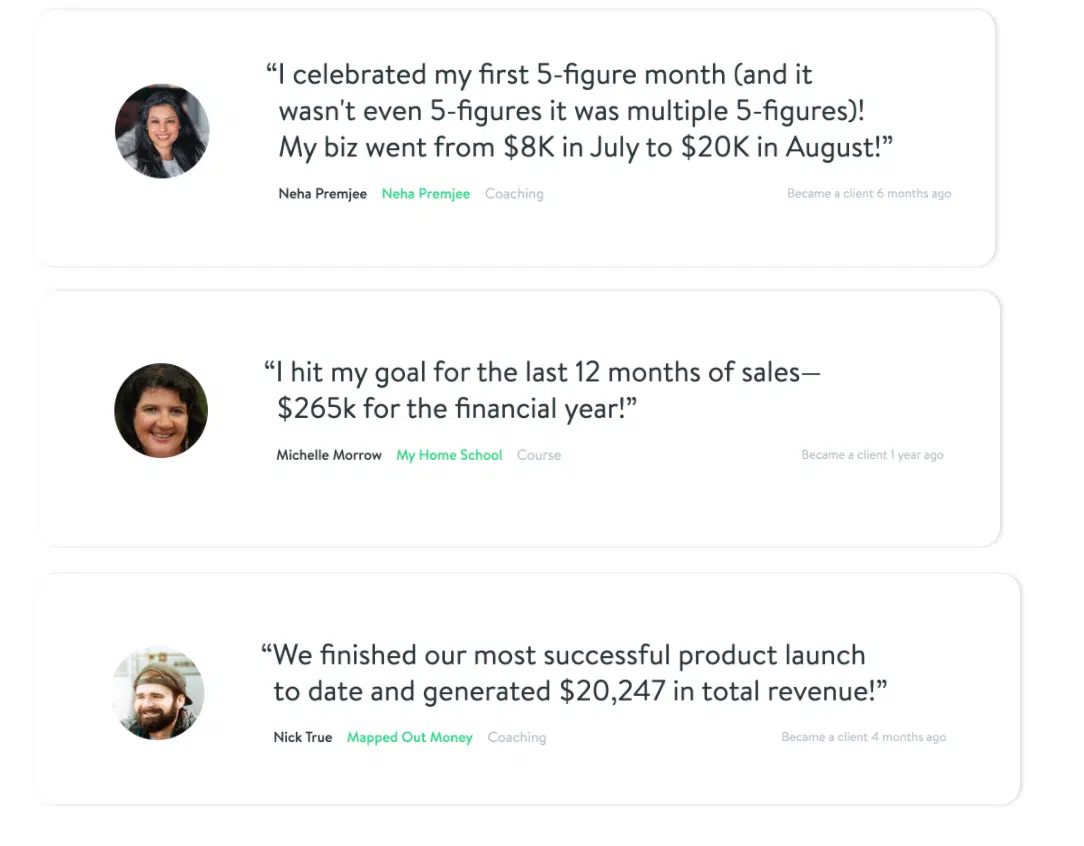 “I celebrated my first 5-figure month (and it
wasn't even 5-figures it was multiple 5-figures)!
My biz went from $8K in July to $20K in August!”
Neha Premjee Neha Premjee Coaching Became a client 6 months ago
“I hit my goal for the last 12 months of sales—
$265k for the financial year!”
Michelle Morrow My Home School Course Became a client 1 year ago
“We finished our most successful product launch
to date and generated $20,247 in total revenue!”
Nick True Mapped Out Money Coaching Became a client 4 months ago